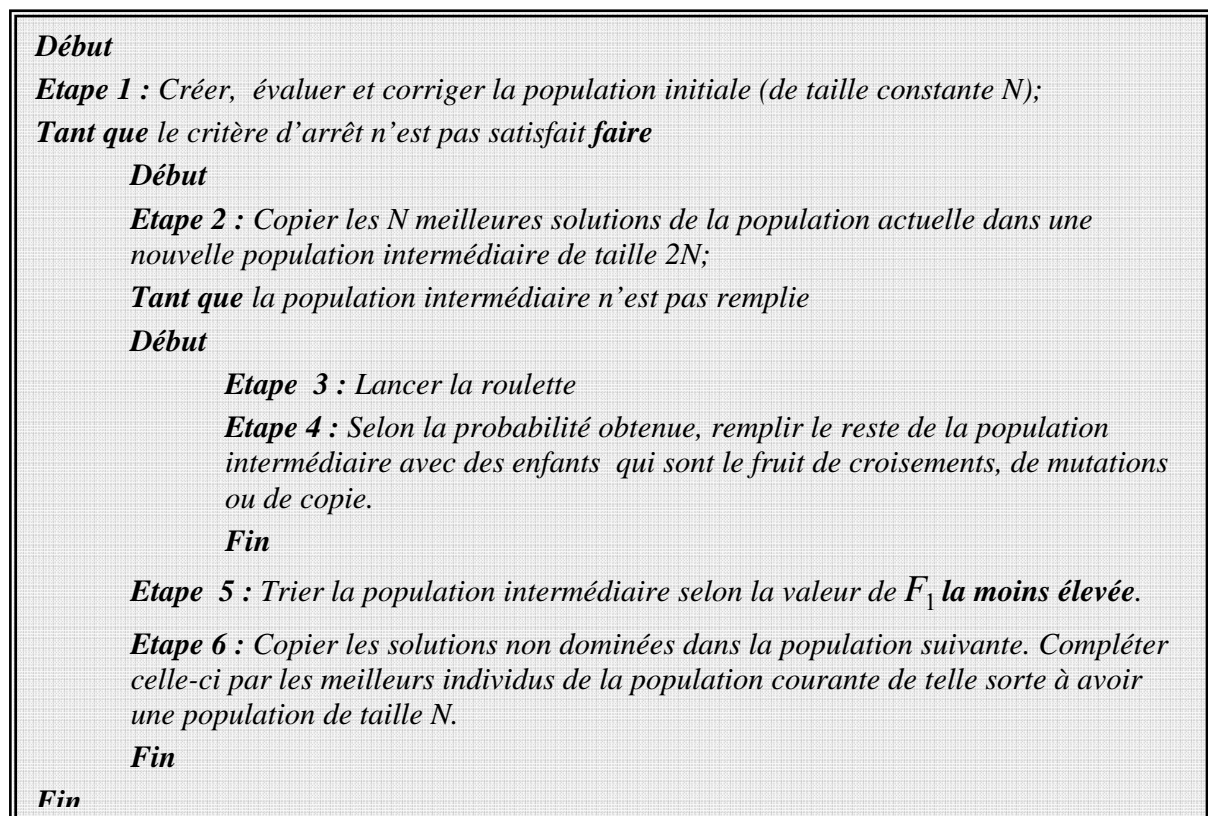 Début
Etape 1 : Créer, évaluer et corriger la population initiale (de taille constante N);
Tant que le critère d'arrêt n'est pas satisfait faire
Début
Etape 2 : Copier les N meilleures solutions de la population actuelle dans une
nouvelle population intermédiaire de taille 2N;
Tant que la population intermédiaire n'est pas remplie
Début
Etape 3 : Lancer la roulette
Etape 4 : Selon la probabilité obtenue, remplir le reste de la population
intermédiaire avec des enfants qui sont le fruit de croisements, de mutations
ou de copie.
Fin
Etape 5 : Trier la population intermédiaire selon la valeur de F₁ la moins élevée.
Etape 6 : Copier les solutions non dominées dans la population suivante. Compléter
celle-ci par les meilleurs individus de la population courante de telle sorte à avoir
une population de taille N.
Fin
Fin